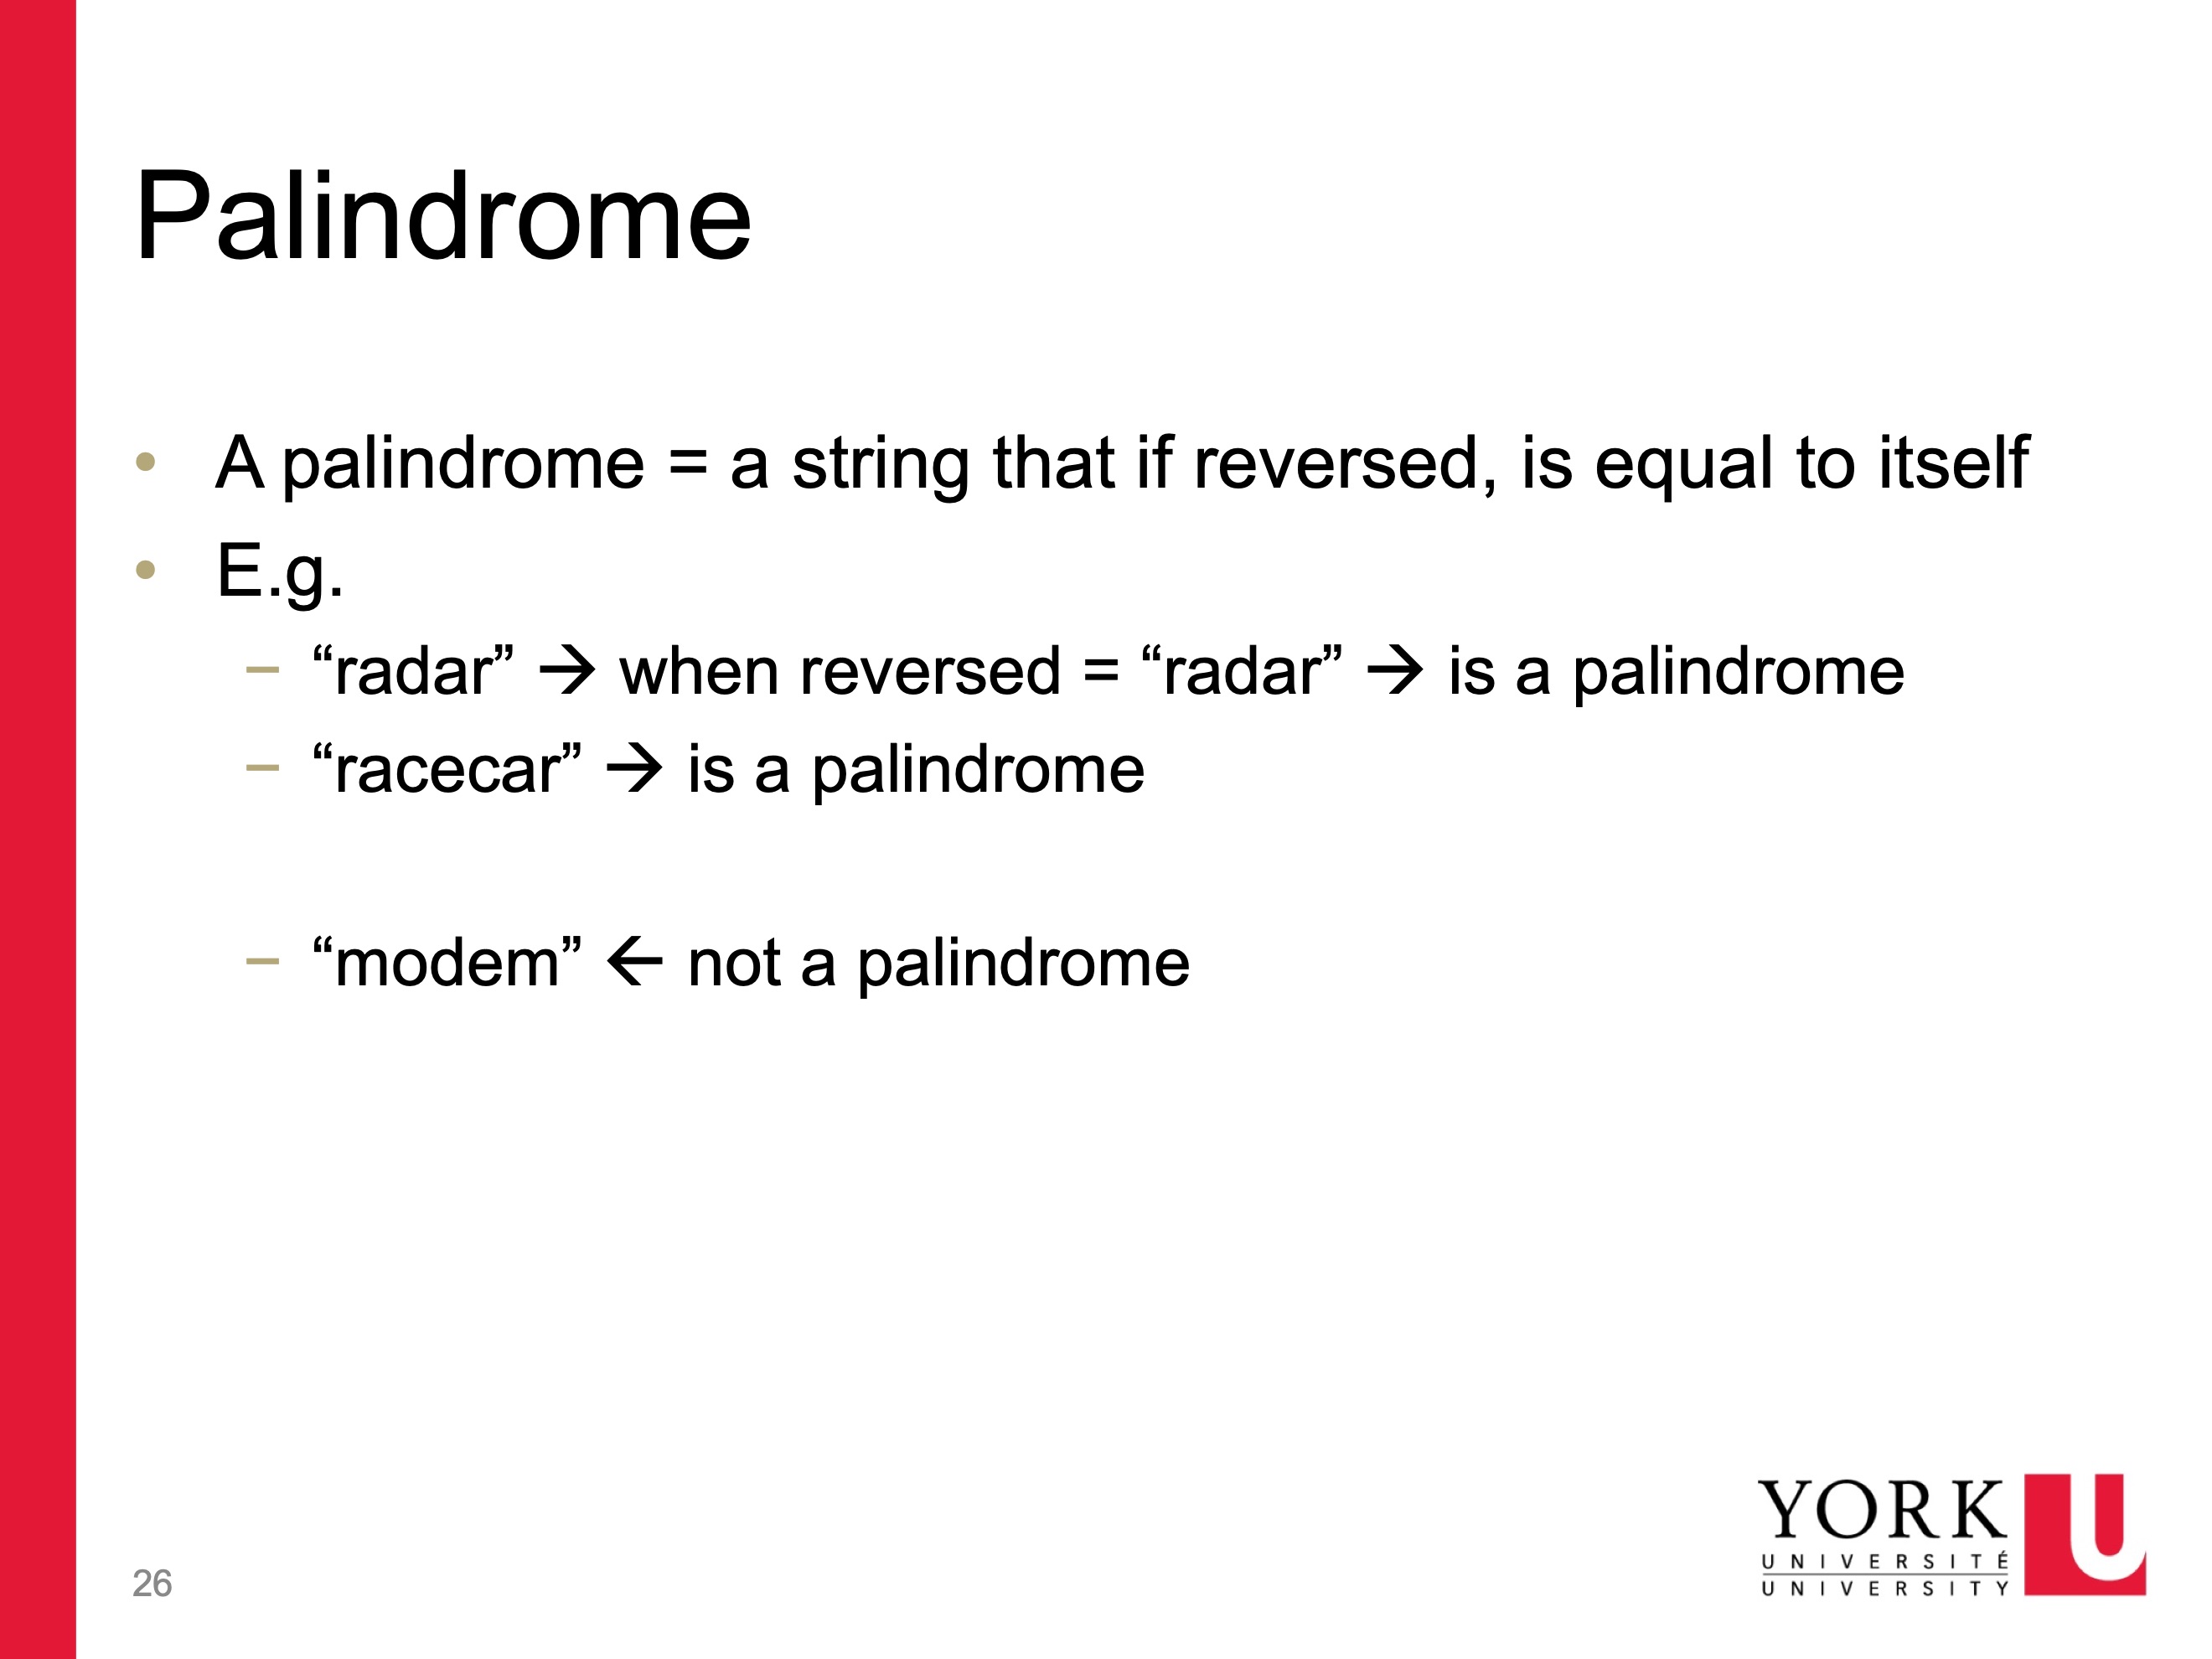 Palindrome
• A palindrome = a string that if reversed, is equal to itself
• E.g.
– “radar” → when reversed = “radar” → is a palindrome
– “racecar” → is a palindrome
– “modem” ← not a palindrome
26
YORK U
UNIVERSITÉ
UNIVERSITY